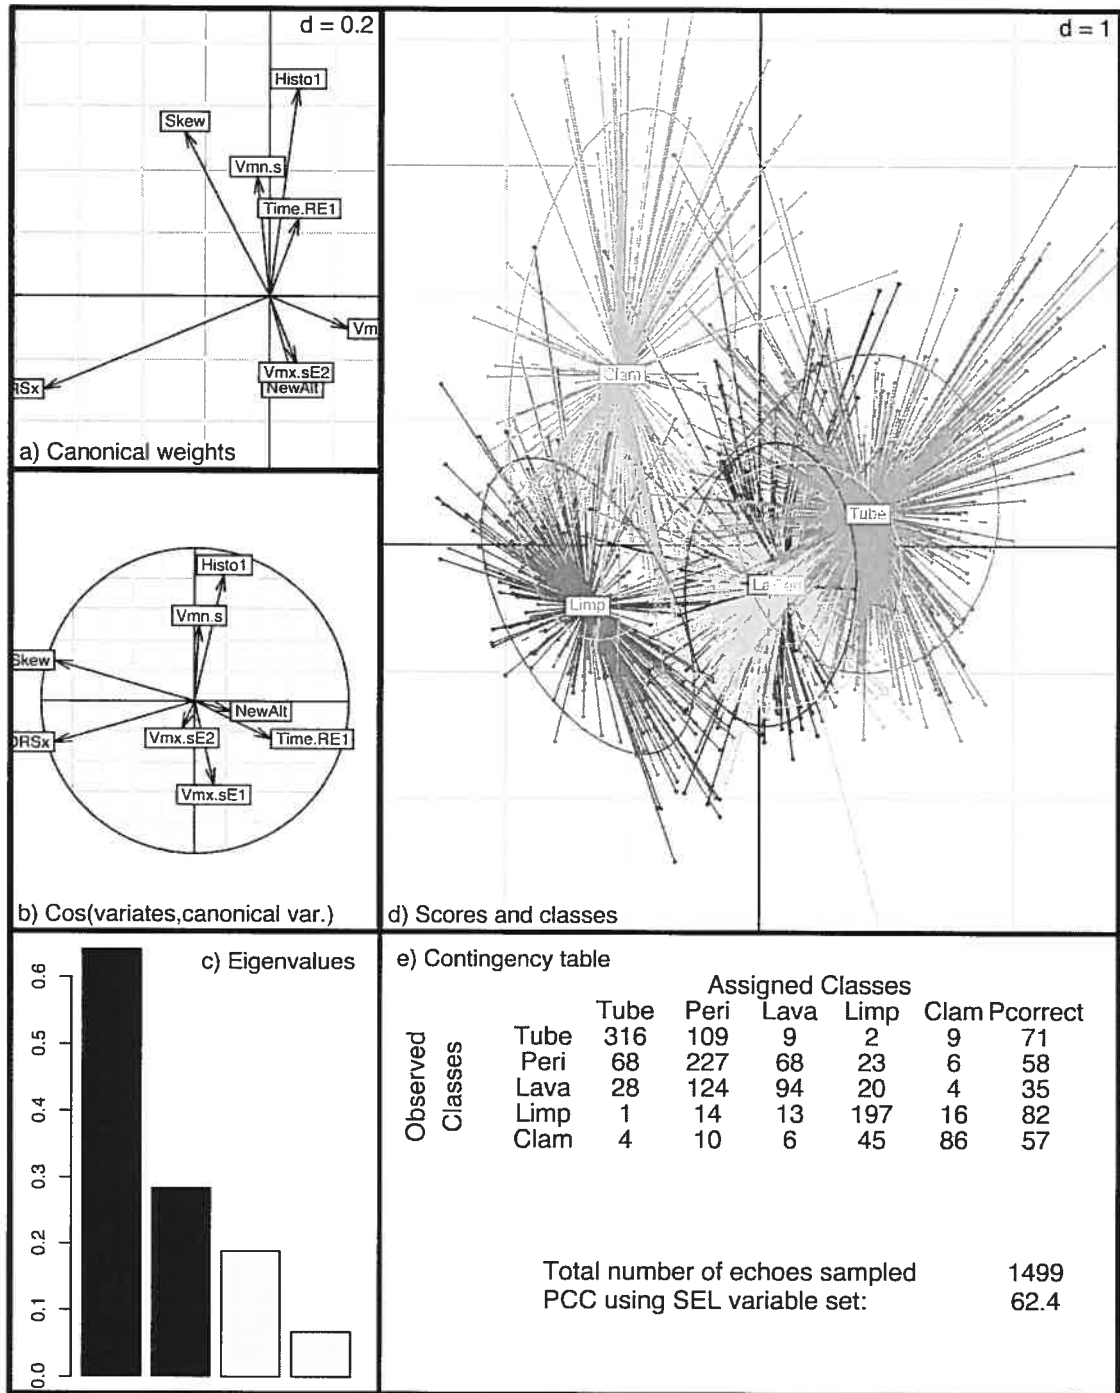 d = 0.2
Histo1
Skew
Vmn.s
Time.RE1
Vm
Vmx.sE2
NewAlt
RSx
a) Canonical weights
Histo1
Vmn.s
Skew
NewAlt
Vmx.sE2
Time.RE1
DRSx
Vmx.sE1
b) Cos(variates,canonical var.)
d = 1
Clam
Tube
Limp
d) Scores and classes
c) Eigenvalues
0.6
0.5
0.4
0.3
0.2
0.1
0.0
e) Contingency table
Assigned Classes
Tube Peri Lava Limp Clam Pcorrect
Observed Classes
Tube 316 109 9 2 9 71
Peri 68 227 68 23 6 58
Lava 28 124 94 20 4 35
Limp 1 14 13 197 16 82
Clam 4 10 6 45 86 57
Total number of echoes sampled 1499
PCC using SEL variable set: 62.4